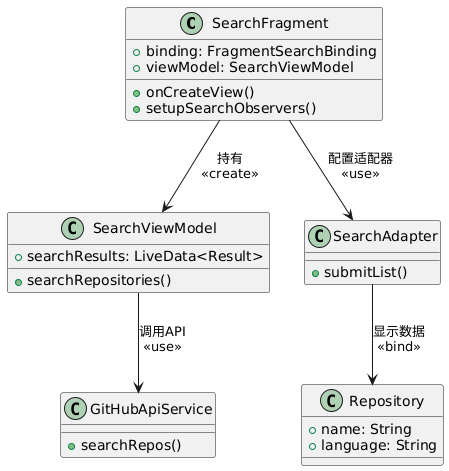 C SearchFragment
binding: FragmentSearchBinding
viewModel: SearchViewModel
onCreateView()
setupSearchObservers()
持有
«create»
配置适配器
«use»
C SearchViewModel
searchResults: LiveData<Result>
searchRepositories()
C SearchAdapter
submitList()
调用API
«use»
显示数据
«bind»
C GitHubApiService
searchRepos()
C Repository
name: String
language: String